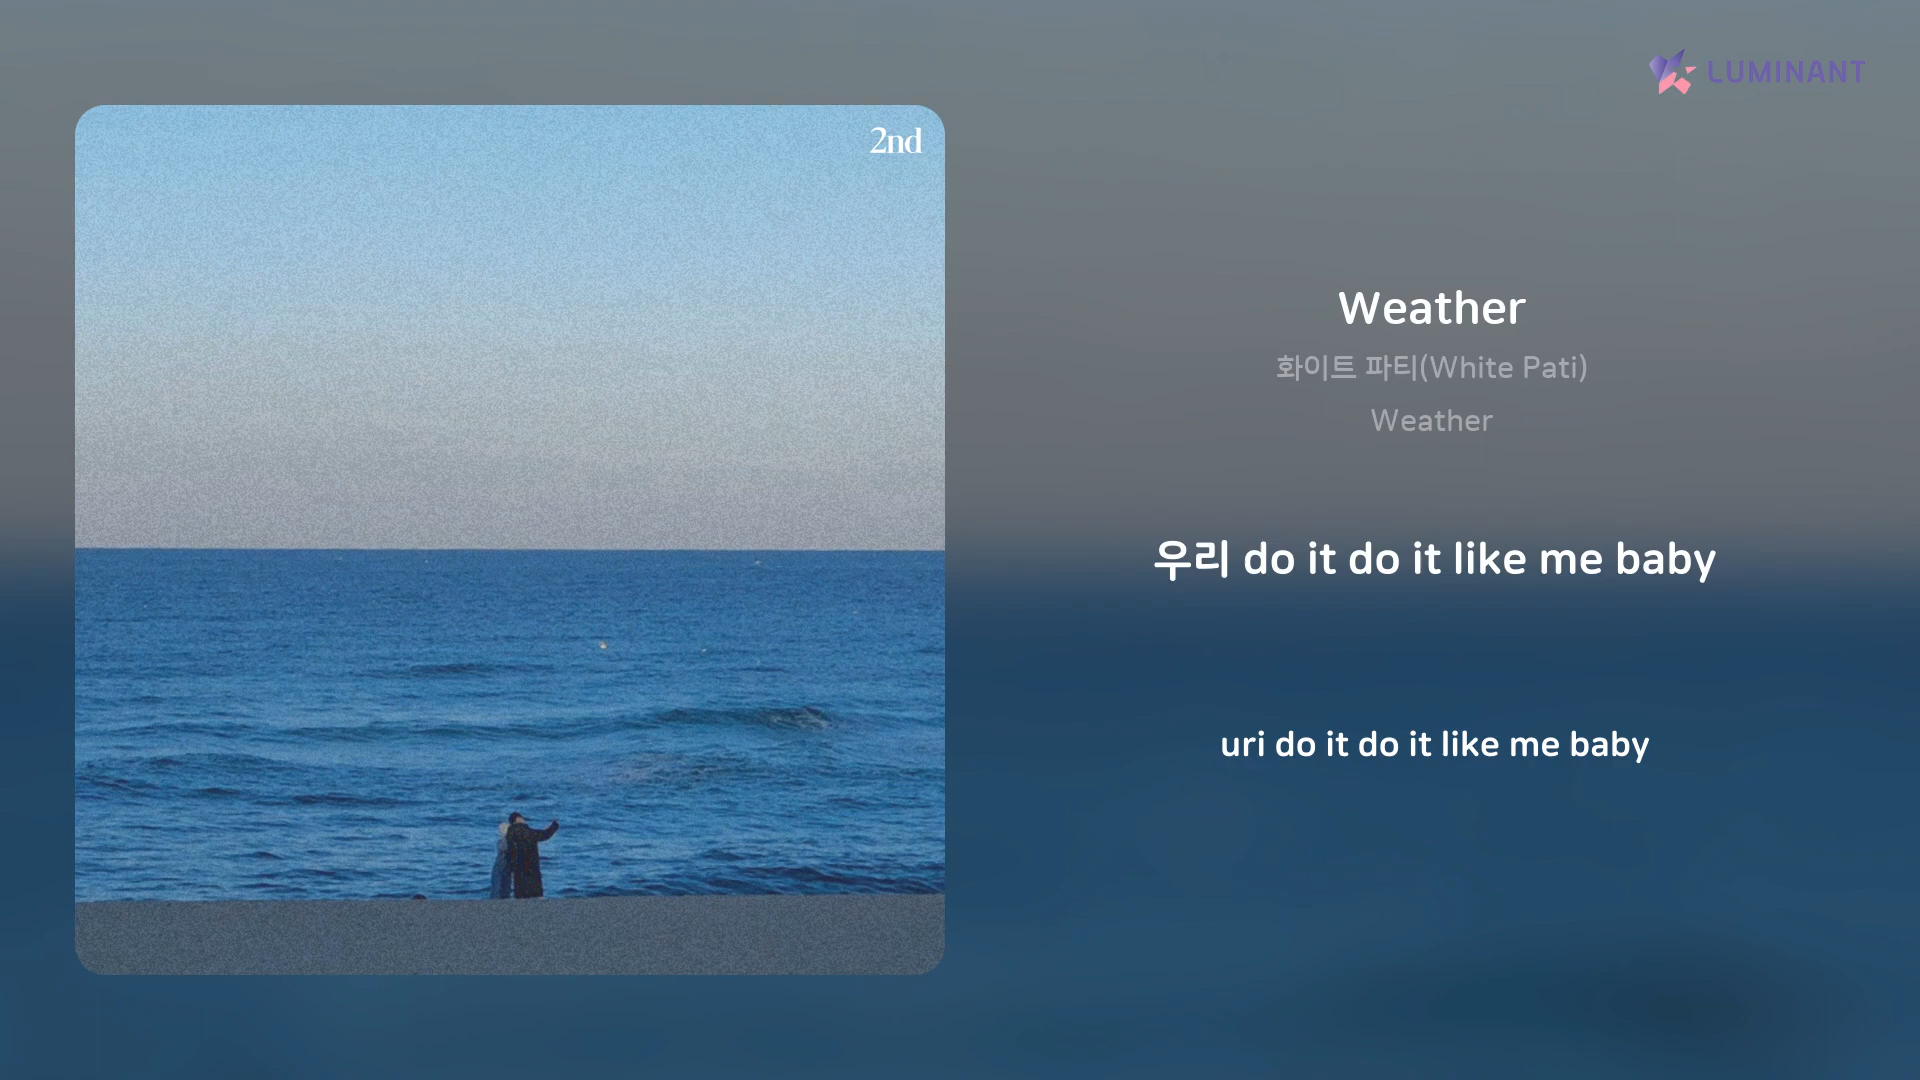 LUMINANT
2nd
Weather
화이트 파티(White Pati)
Weather
우리 do it do it like me baby
uri do it do it like me baby